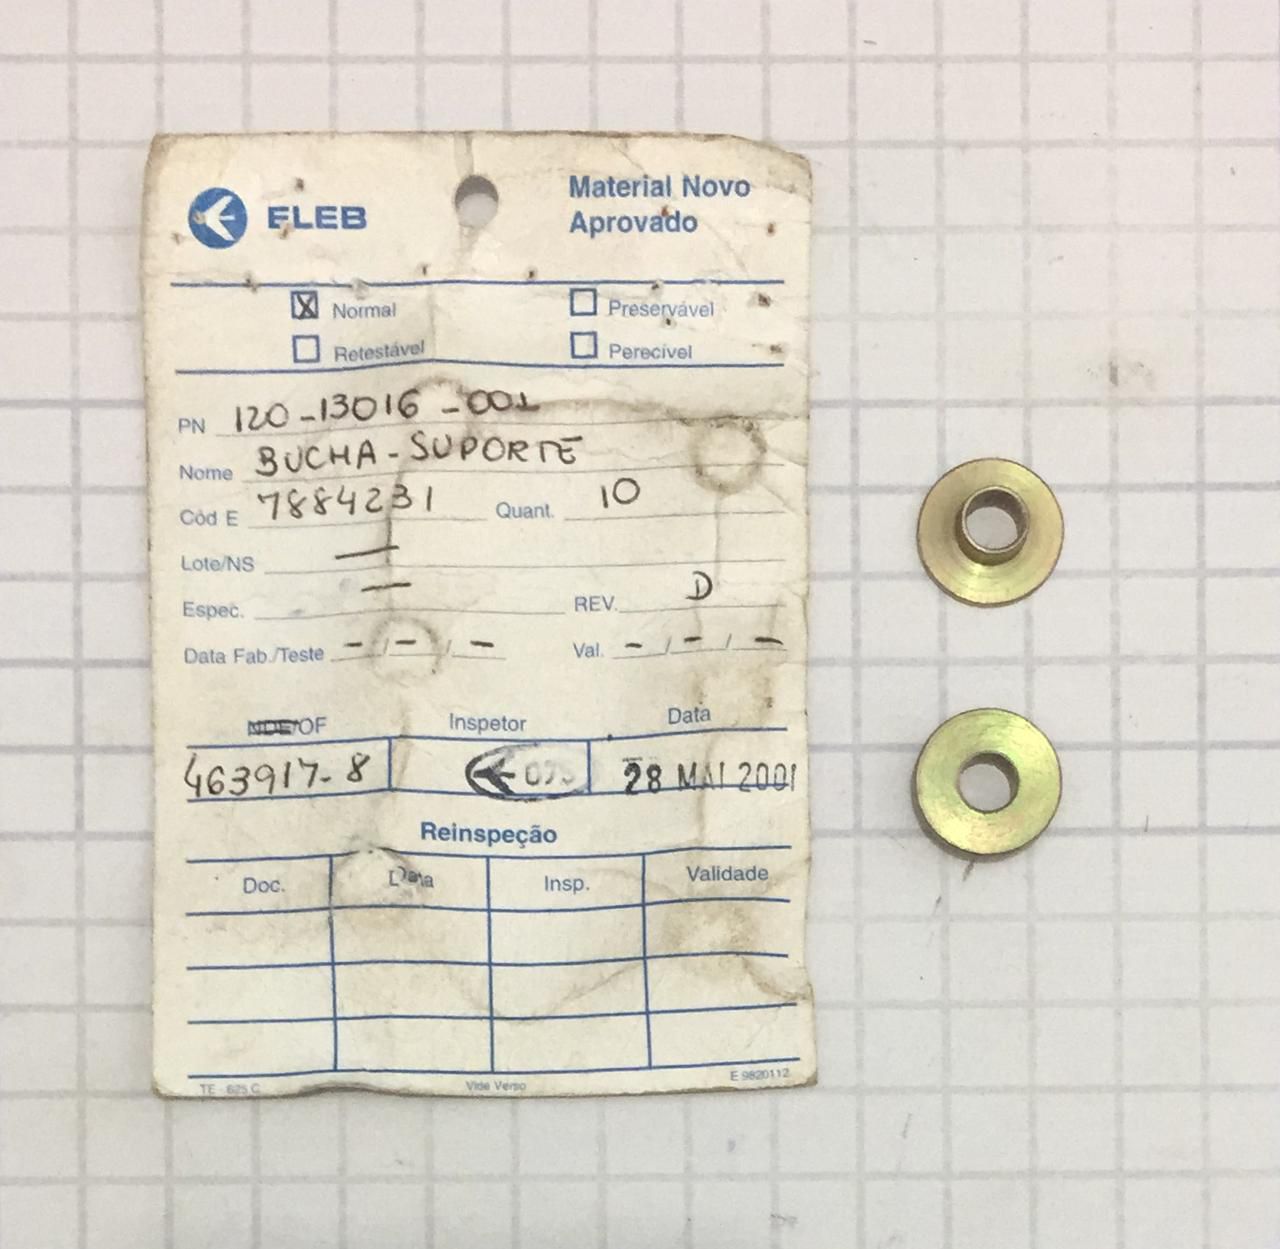 ELEB
Material Novo
Aprovado
X Normal
Preservável
Retestável
Perecível
PN 120-13016-001
Nome BUCHA-SUPORTE
Cód E 7884231 Quant. 10
Lote/NS —
Espec. — REV. D
Data Fab./Teste - / - / - Val. - / - / -
NDE/OF Inspetor Data
463917-8 075 28 MAI 2001
Reinspeção
Doc. Data Insp. Validade
TE - 625 C Vide Verso E 9820112